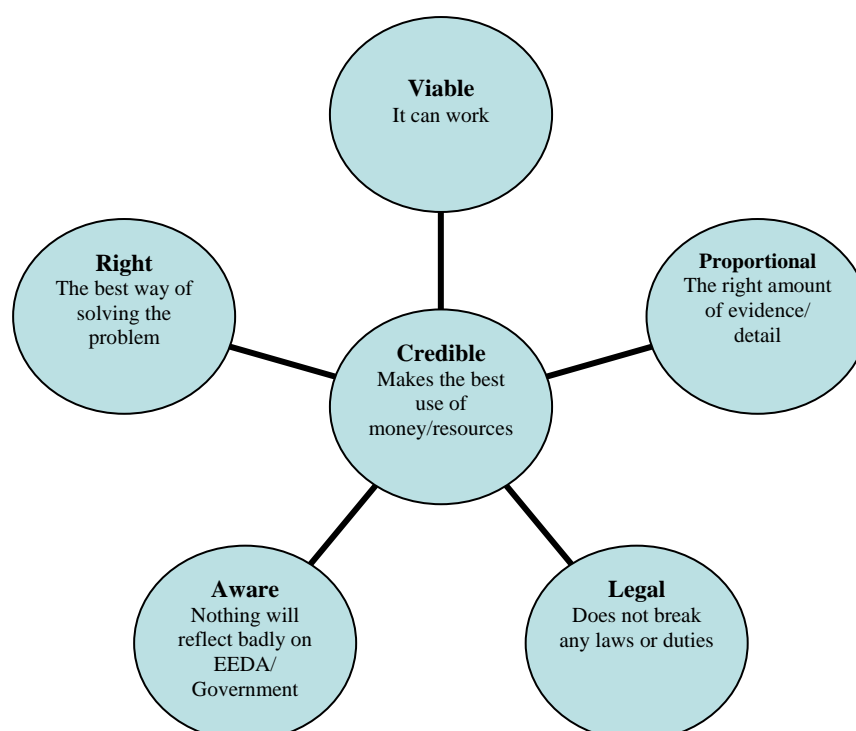 Viable
It can work
Right
The best way of
solving the
problem
Proportional
The right amount
of evidence/
detail
Credible
Makes the best
use of
money/resources
Aware
Nothing will
reflect badly on
EEDA/
Government
Legal
Does not break
any laws or duties